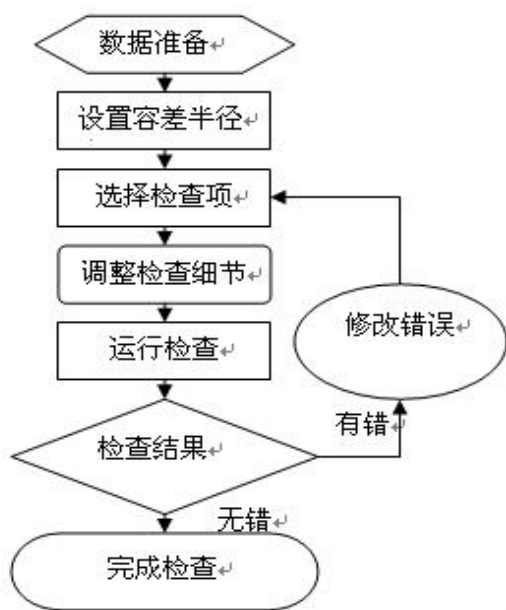 数据准备
设置容差半径
选择检查项
调整检查细节
运行检查
修改错误
检查结果
有错
无错
完成检查